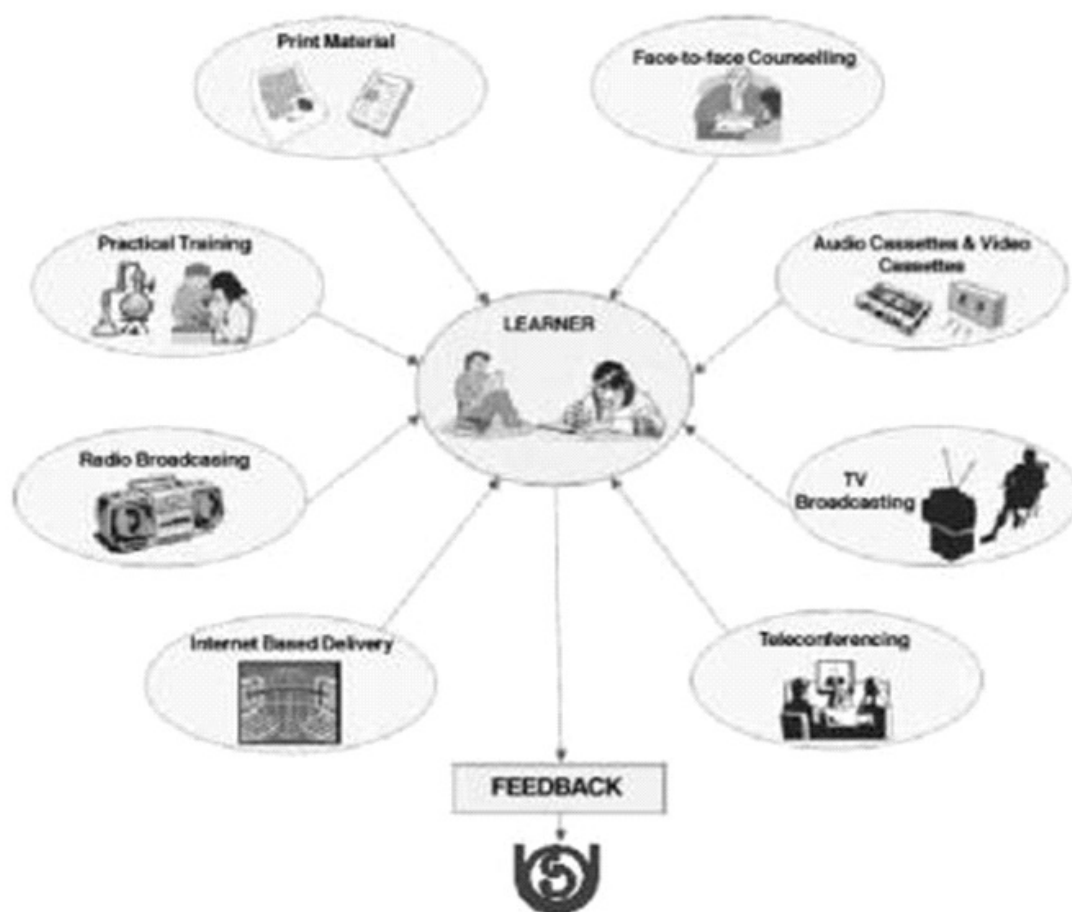 Print Material
Face-to-face Counselling
Practical Training
Audio Cassettes & Video
Cassettes
LEARNER
Radio Broadcasing
TV
Broadcasting
Internet Based Delivery
Teleconferencing
FEEDBACK